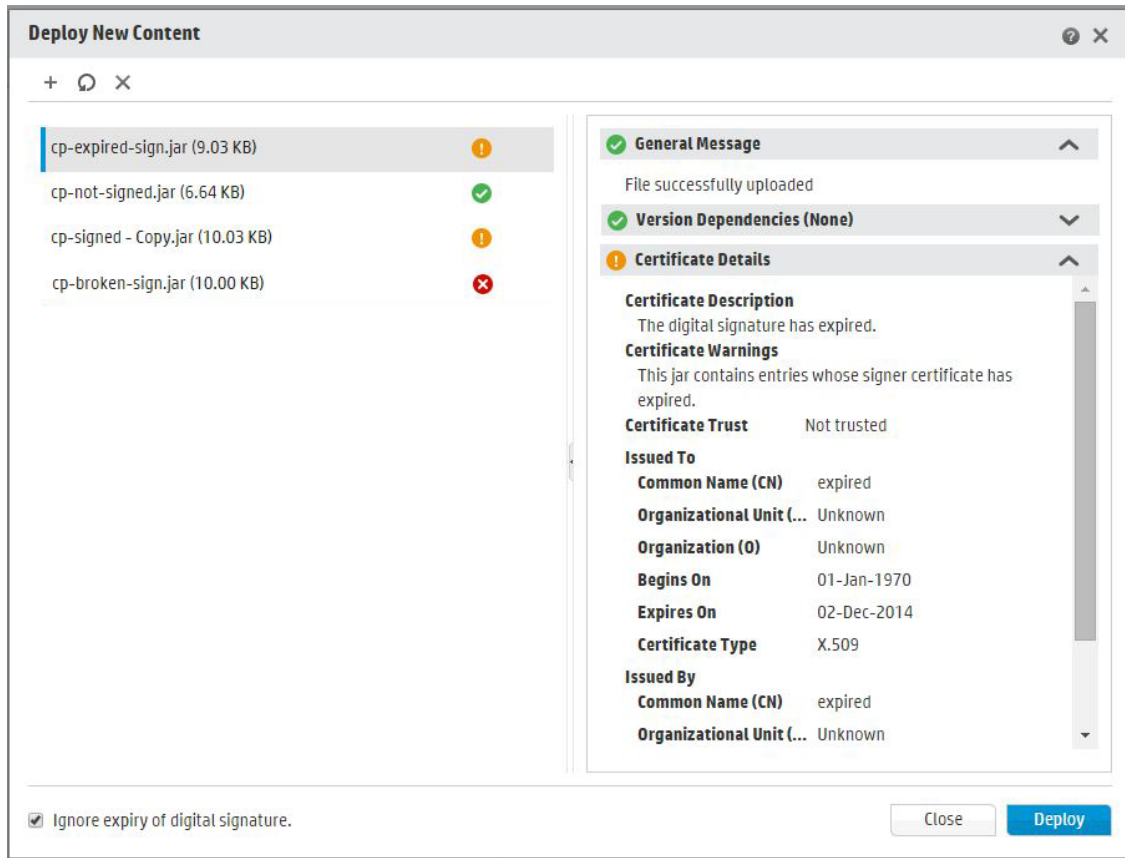 Deploy New Content
cp-expired-sign.jar (9.03 KB)
cp-not-signed.jar (6.64 KB)
cp-signed - Copy.jar (10.03 KB)
cp-broken-sign.jar (10.00 KB)
General Message
File successfully uploaded
Version Dependencies (None)
Certificate Details
Certificate Description
The digital signature has expired.
Certificate Warnings
This jar contains entries whose signer certificate has
expired.
Certificate Trust Not trusted
Issued To
Common Name (CN) expired
Organizational Unit (... Unknown
Organization (O) Unknown
Begins On 01-Jan-1970
Expires On 02-Dec-2014
Certificate Type X.509
Issued By
Common Name (CN) expired
Organizational Unit (... Unknown
Ignore expiry of digital signature.
Close Deploy